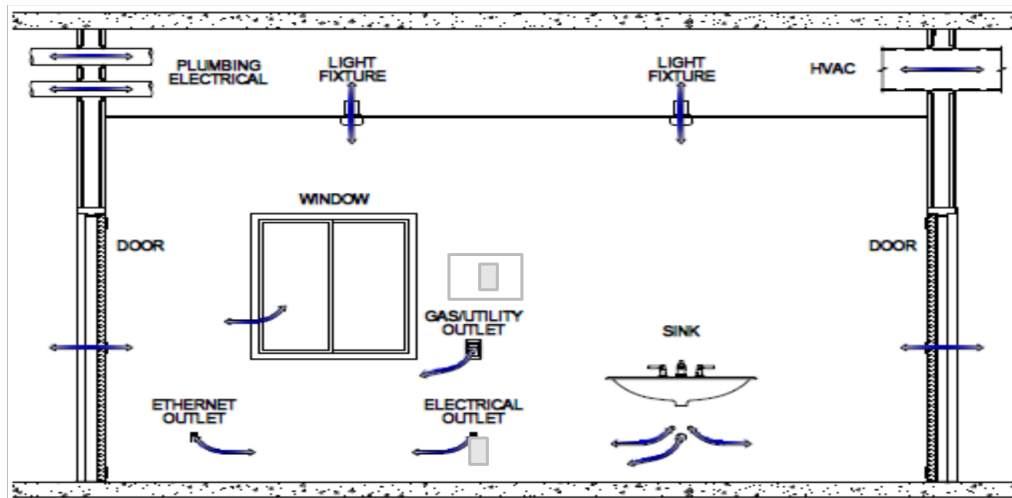 PLUMBING
ELECTRICAL
LIGHT
FIXTURE
LIGHT
FIXTURE
HVAC
WINDOW
DOOR
DOOR
GAS/UTILITY
OUTLET
SINK
ETHERNET
OUTLET
ELECTRICAL
OUTLET